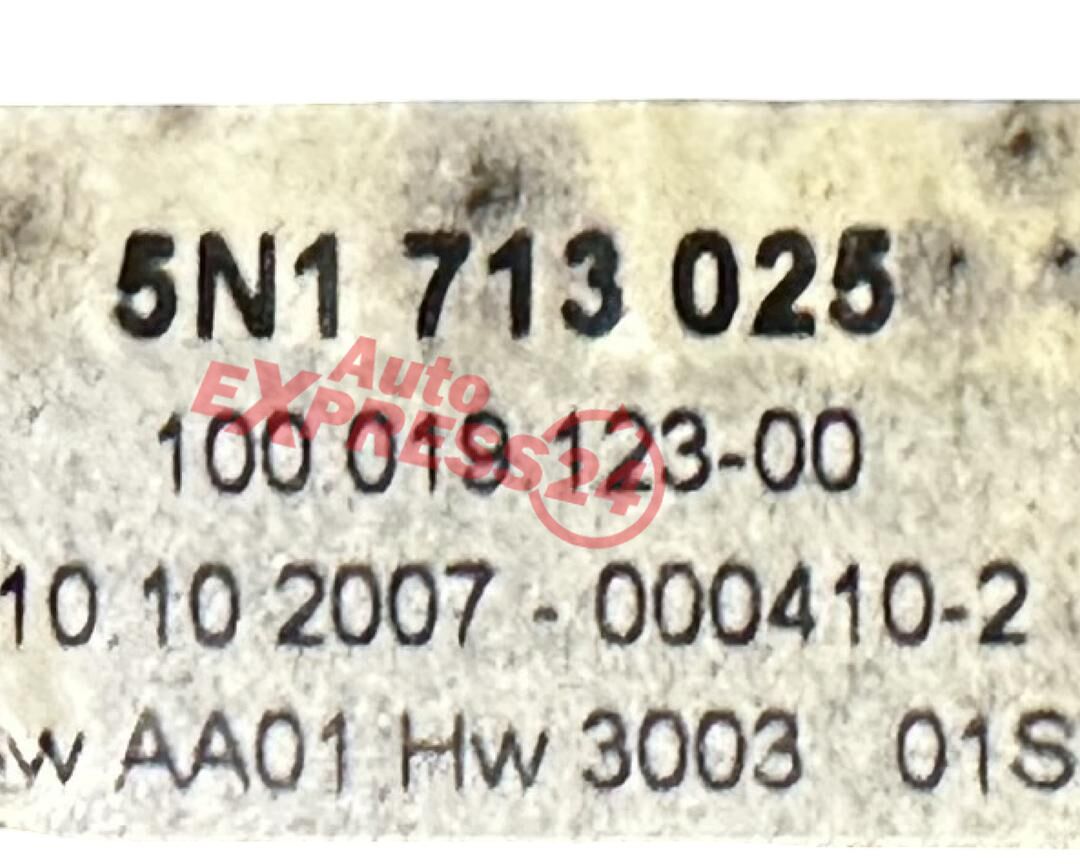 5N1 713 025
Auto
EXPRESS24
100.019.123-00
10.10.2007 - 000410-2
w AA01 Hw 3003 01S